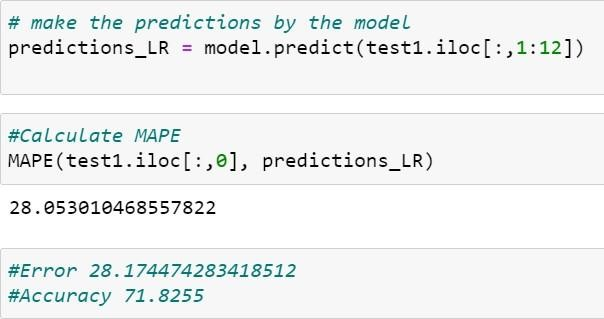 # make the predictions by the model
predictions_LR = model.predict(test1.iloc[:,1:12])
#Calculate MAPE
MAPE(test1.iloc[:,0], predictions_LR)
28.053010468557822
#Error 28.174474283418512
#Accuracy 71.8255